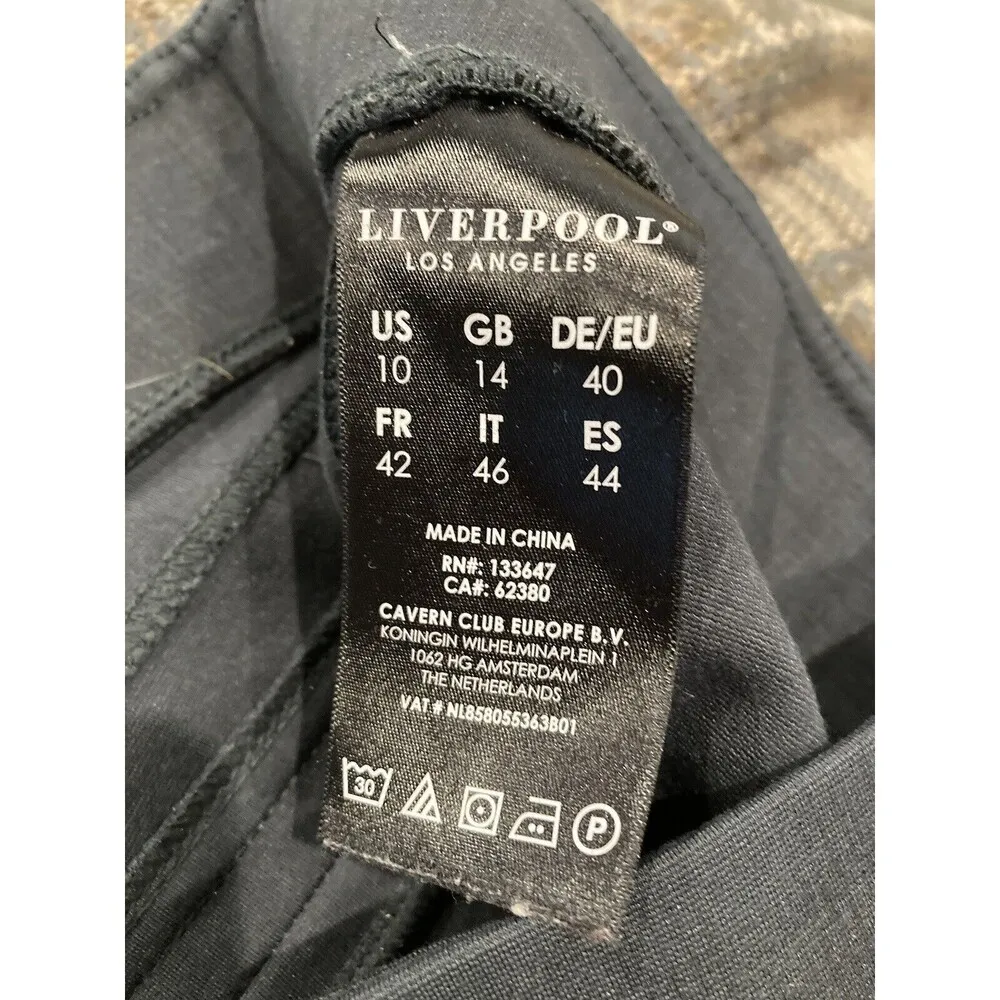 LIVERPOOL®
LOS ANGELES
US GB DE/EU
10 14 40
FR IT ES
42 46 44
MADE IN CHINA
RN#: 133647
CA#: 62380
CAVERN CLUB EUROPE B.V.
KONINGIN WILHELMINAPLEIN 1
1062 HG AMSTERDAM
THE NETHERLANDS
VAT # NL858055363B01
30 P